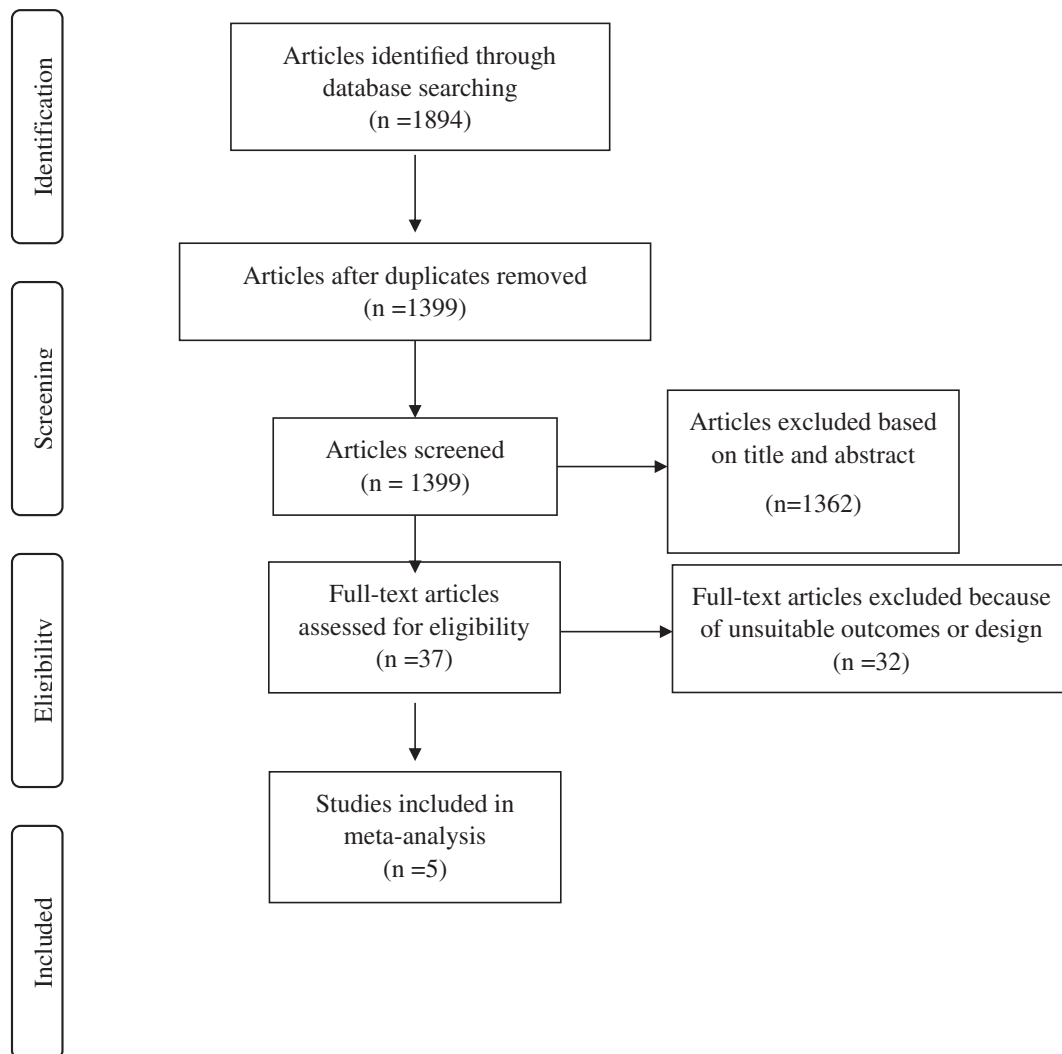 Identification
Articles identified through
database searching
(n =1894)
Articles after duplicates removed
(n =1399)
Screening
Articles screened
(n = 1399)
Articles excluded based
on title and abstract
(n=1362)
Eligibility
Full-text articles
assessed for eligibility
(n =37)
Full-text articles excluded because
of unsuitable outcomes or design
(n =32)
Studies included in
meta-analysis
(n =5)
Included